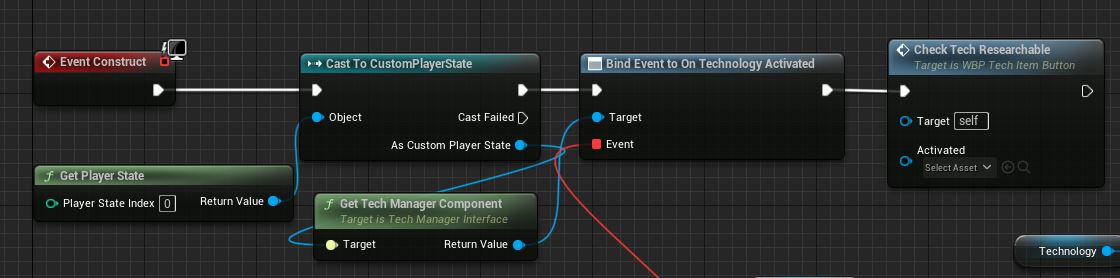 Event Construct
Cast To CustomPlayerState
Object
Cast Failed
As Custom Player State
Bind Event to On Technology Activated
Target
Event
Check Tech Researchable
Target is WBP Tech Item Button
Target self
Activated
Select Asset
f Get Player State
Player State Index 0
Return Value
f Get Tech Manager Component
Target is Tech Manager Interface
Target
Return Value
Technology